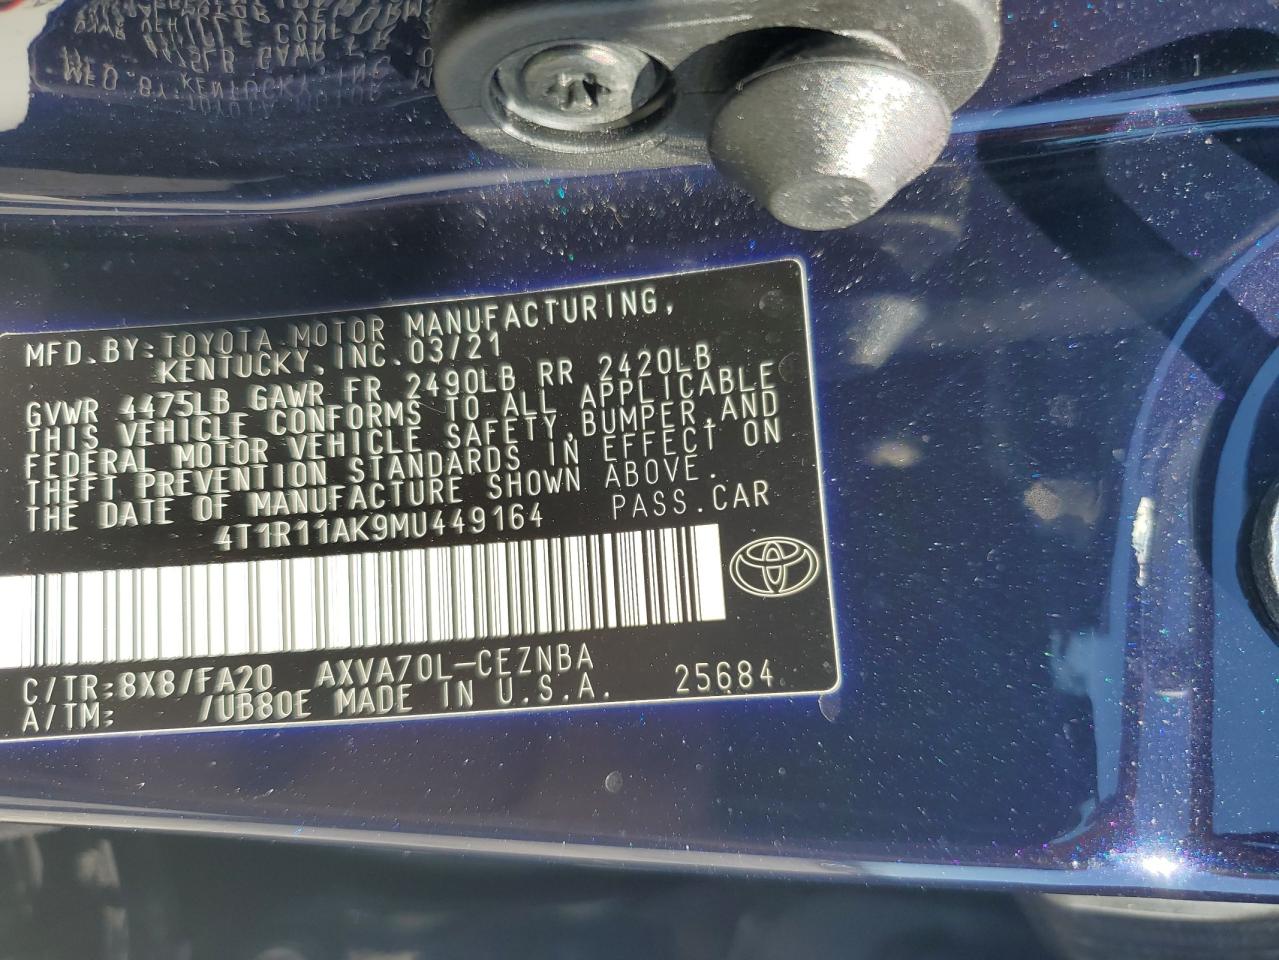 MFD.BY:TOYOTA MOTOR MANUFACTURING,
KENTUCKY, INC.03/21
GVWR 4475LB GAWR FR 2490LB RR 2420LB
THIS VEHICLE CONFORMS TO ALL APPLICABLE
FEDERAL MOTOR VEHICLE SAFETY,BUMPER,AND
THEFT PREVENTION STANDARDS IN EFFECT ON
THE DATE OF MANUFACTURE SHOWN ABOVE.
4T1R11AK9MU449164 PASS.CAR
C/TR:8X8/FA20 AXVA70L-CEZNBA
A/TM: /UB80E MADE IN U.S.A. 25684